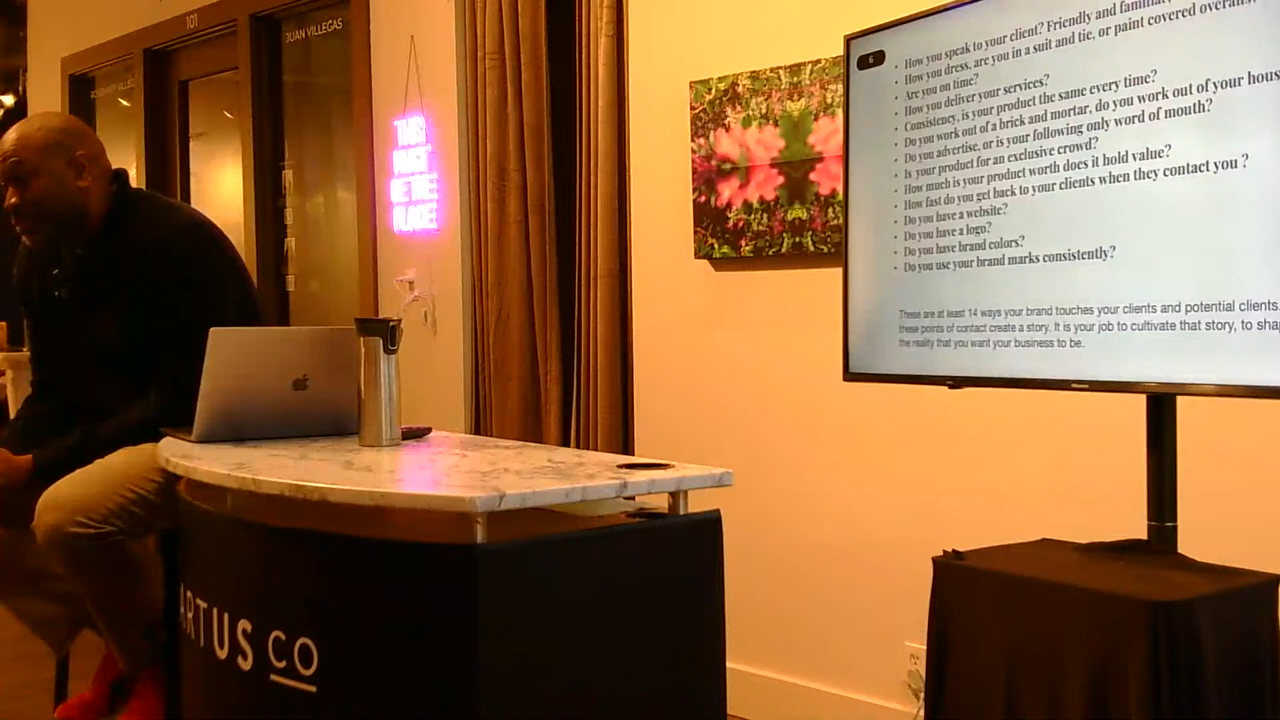 101
JUAN VILLEGAS
THIS
MUST
BE THE
PLACE
6
• How you speak to your client? Friendly and
• How you dress, are you in a suit and tie, or paint covered overalls,
• Are you on time?
• How you deliver your services?
• Consistency, is your product the same every time?
• Do you work out of a brick and mortar, do you work out of your hous
• Do you advertise, or is your following only word of mouth?
• Is your product for an exclusive crowd?
• How much is your product worth does it hold value?
• How fast do you get back to your clients when they contact you ?
• Do you have a website?
• Do you have a logo?
• Do you have brand colors?
• Do you use your brand marks consistently?
These are at least 14 ways your brand touches your clients and potential clients.
these points of contact create a story. It is your job to cultivate that story, to sha
the reality that you want your business to be.
ARTUS CO